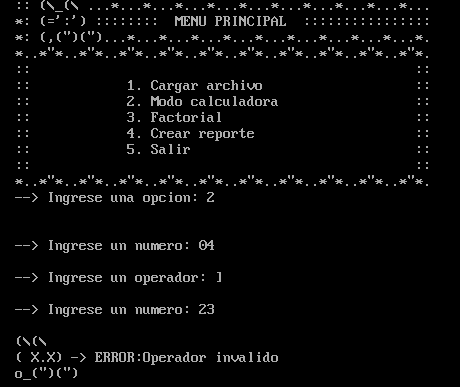 :: (\_(\ ...*...*...*...*...*...*...*...*...*...*.
*: (=':') :::::::: MENU PRINCIPAL :::::::::::::::
*: (,(")(")...*...*...*...*...*...*...*...*...*.
*..*"*..*"*..*"*..*"*..*"*..*"*..*"*..*"*..*"*.
:: ::
:: 1. Cargar archivo ::
:: 2. Modo calculadora ::
:: 3. Factorial ::
:: 4. Crear reporte ::
:: 5. Salir ::
:: ::
*..*"*..*"*..*"*..*"*..*"*..*"*..*"*..*"*..*"*.
--> Ingrese una opcion: 2
--> Ingrese un numero: 04
--> Ingrese un operador: ]
--> Ingrese un numero: 23
(\(\
( X.X) -> ERROR:Operador invalido
o_(")(")